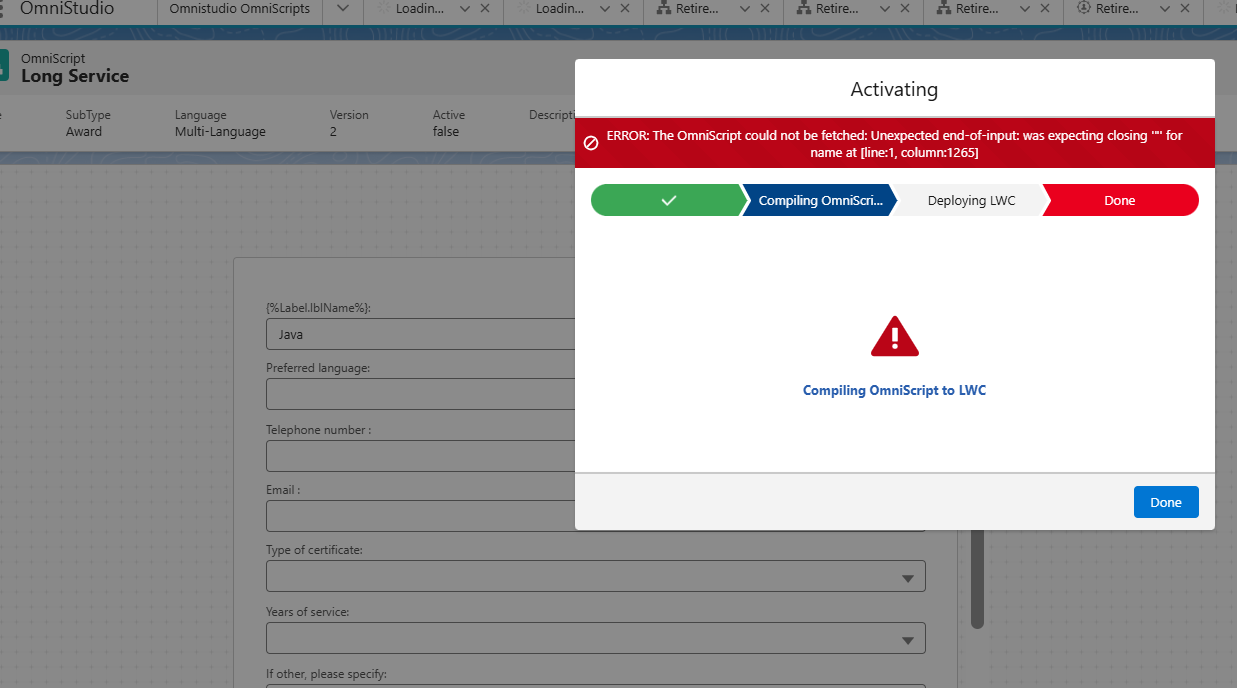 OmniStudio
Omnistudio OmniScripts
Loadin...
Loadin...
Retire...
Retire...
Retire...
Retire...
OmniScript
Long Service
SubType
Award
Language
Multi-Language
Version
2
Active
false
Descripti
Activating
ERROR: The OmniScript could not be fetched: Unexpected end-of-input: was expecting closing '"' for
name at [line:1, column:1265]
Compiling OmniScri...
Deploying LWC
Done
Compiling OmniScript to LWC
Done
{%Label.lblName%}:
Java
Preferred language:
Telephone number :
Email :
Type of certificate:
Years of service:
If other, please specify: